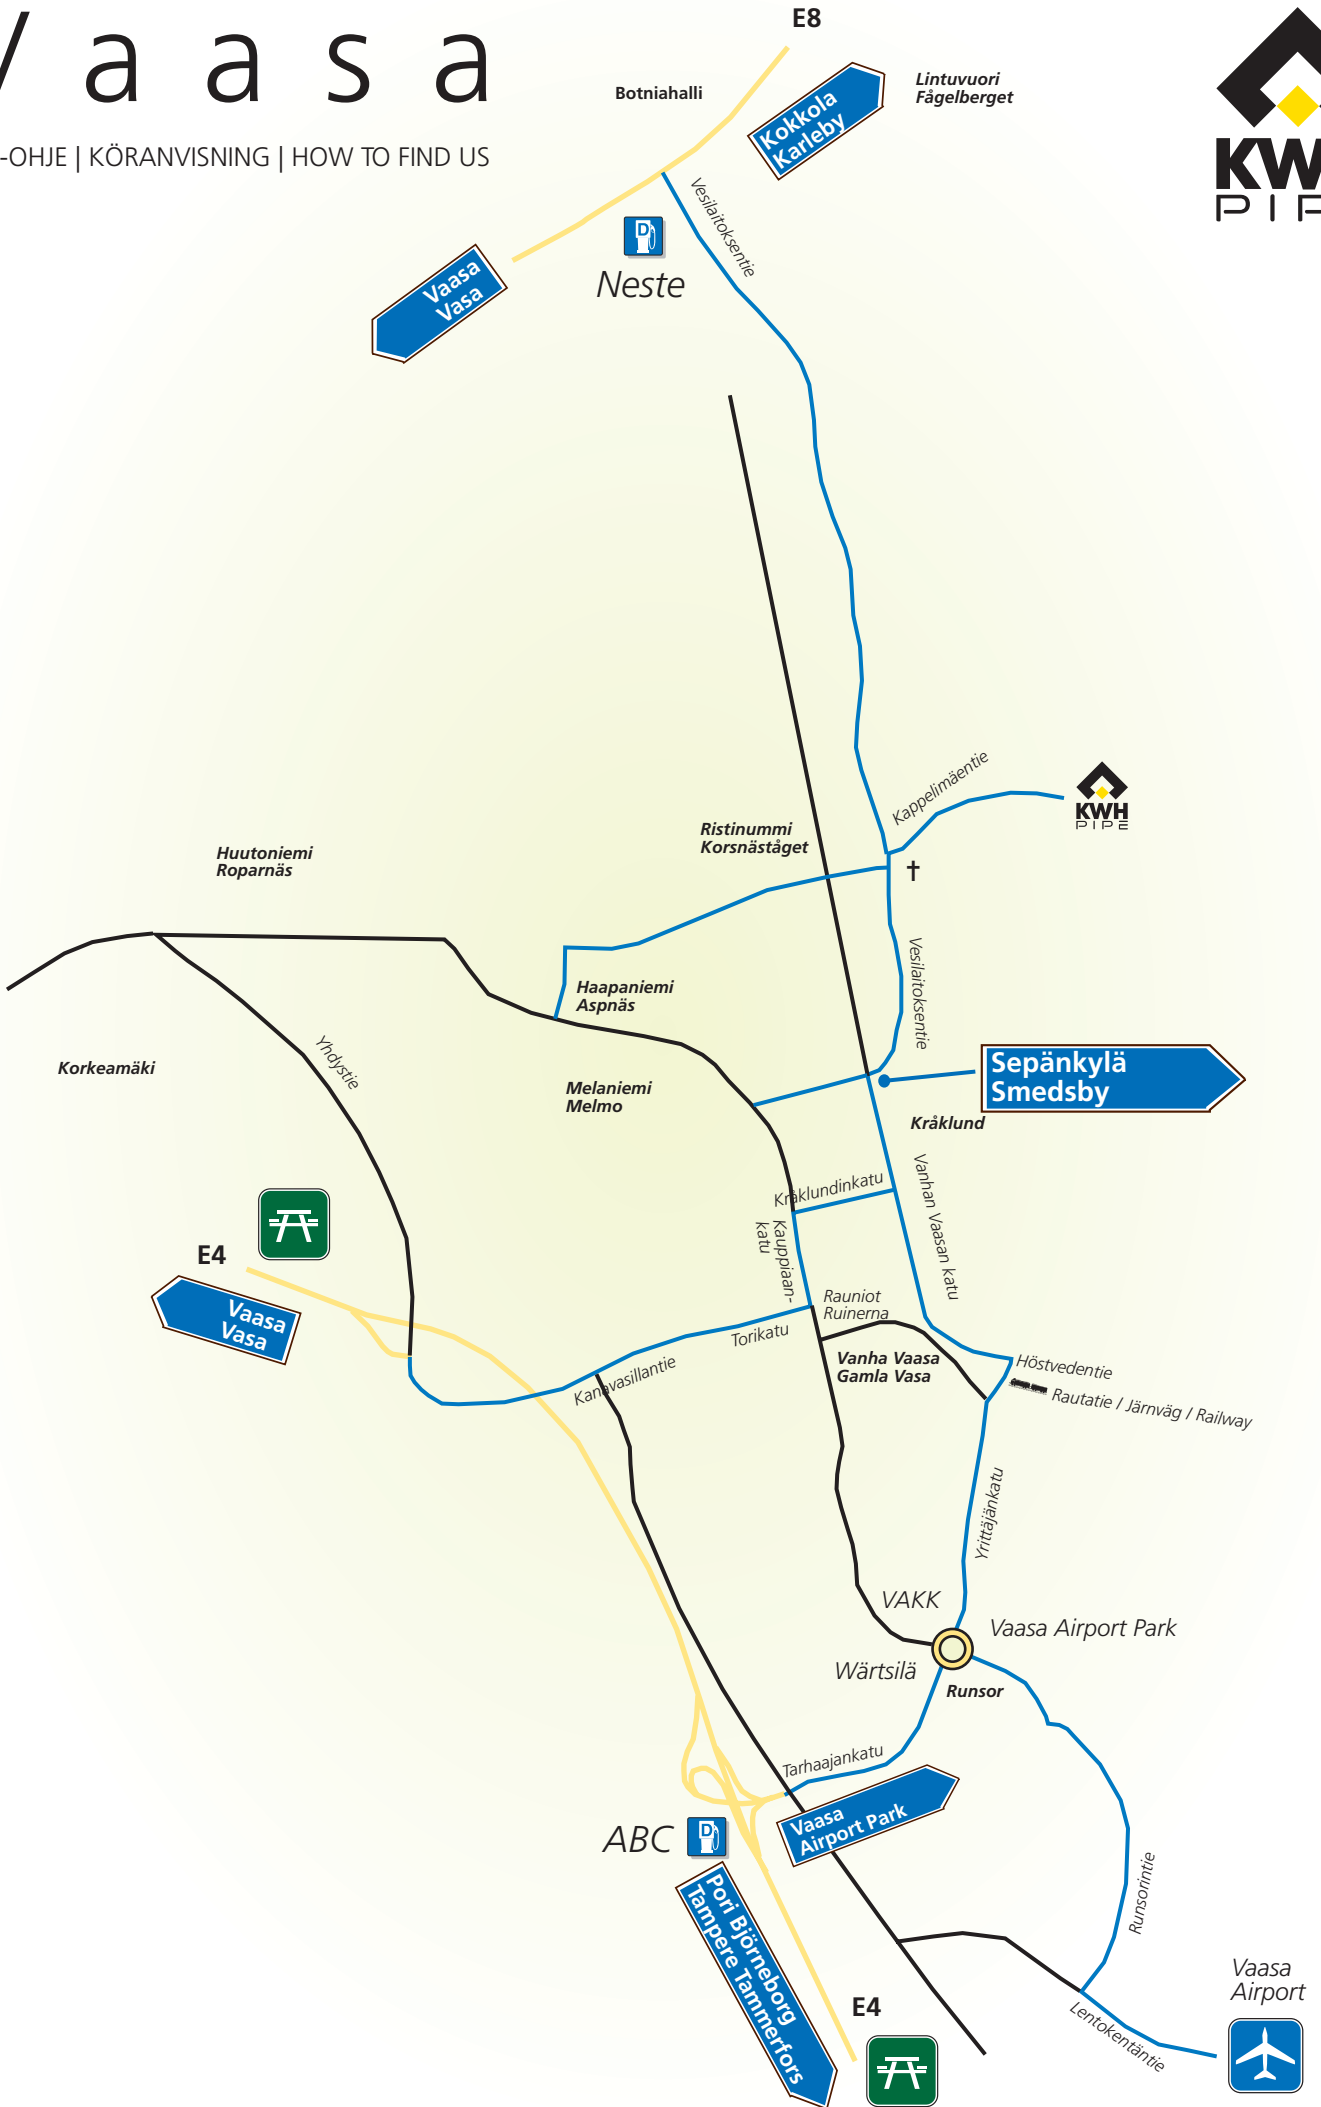 Vaasa
-OHJE | KÖRANVISNING | HOW TO FIND US
E8
Botniahalli
Kokkola
Karleby
Lintuvuori
Fågelberget
KW
PIP
Vesilaitoksentie
Neste
Vaasa
Vasa
Kappelimäentie
KWH
PIPE
Ristinummi
Korsnäståget
Huutoniemi
Roparnäs
Haapaniemi
Aspnäs
Vesilaitoksentie
Yhdystie
Korkeamäki
Melaniemi
Melmo
Sepänkylä
Smedsby
Kråklund
Kråklundinkatu
Vanhan Vaasan katu
Kauppiaan-
katu
E4
Vaasa
Vasa
Rauniot
Ruinerna
Torikatu
Vanha Vaasa
Gamla Vasa
Höstvedentie
Rautatie / Järnväg / Railway
Kanavasillantie
Yrittäjänkatu
VAKK
Vaasa Airport Park
Wärtsilä
Runsor
Tarhaajankatu
Vaasa
Airport Park
ABC
D
D
Pori Björneborg
Tampere Tammerfors
Runsorintie
E4
Lentokentäntie
Vaasa
Airport